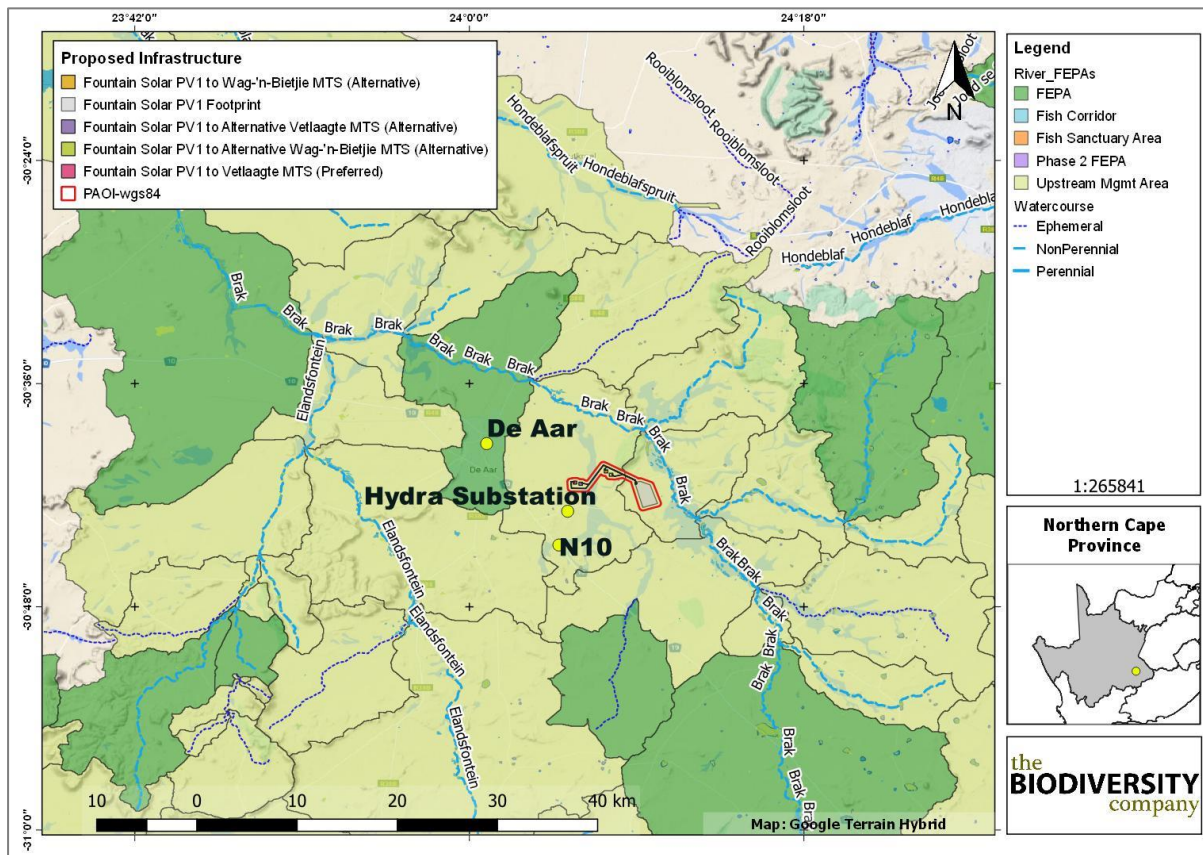 23°42'0"
24°0'0"
24°18'0"
-30°24'0"
-30°36'0"
-30°48'0"
-31°0'0"
Proposed Infrastructure
Fountain Solar PV1 to Wag-'n-Bietjie MTS (Alternative)
Fountain Solar PV1 Footprint
Fountain Solar PV1 to Alternative Vetlaagte MTS (Alternative)
Fountain Solar PV1 to Alternative Wag-'n-Bietjie MTS (Alternative)
Fountain Solar PV1 to Vetlaagte MTS (Preferred)
PAOI-wgs84
N
Rooiblomsloot
Rooiblomsloot
Rooiblomsloot
Hondeblafspruit
Hondeblafspruit
Hondeblaf
Hondeblaf
Hondeblaf
Brak
Brak
Brak
Brak
Brak
Brak
Brak
Brak
Brak
Brak
Brak
Elandsfontein
De Aar
De Aar
Hydra Substation
N10
Elandsfontein
Elandsfontein
Elandsfontein
Brak
Brak
Brak
Brak
Brak
Brak
Brak
Brak
Brak
10 0 10 20 30 40 km
Map: Google Terrain Hybrid
Legend
River_FEPAs
FEPA
Fish Corridor
Fish Sanctuary Area
Phase 2 FEPA
Upstream Mgmt Area
Watercourse
Ephemeral
NonPerennial
Perennial
1:265841
Northern Cape
Province
the
BIODIVERSITY
company